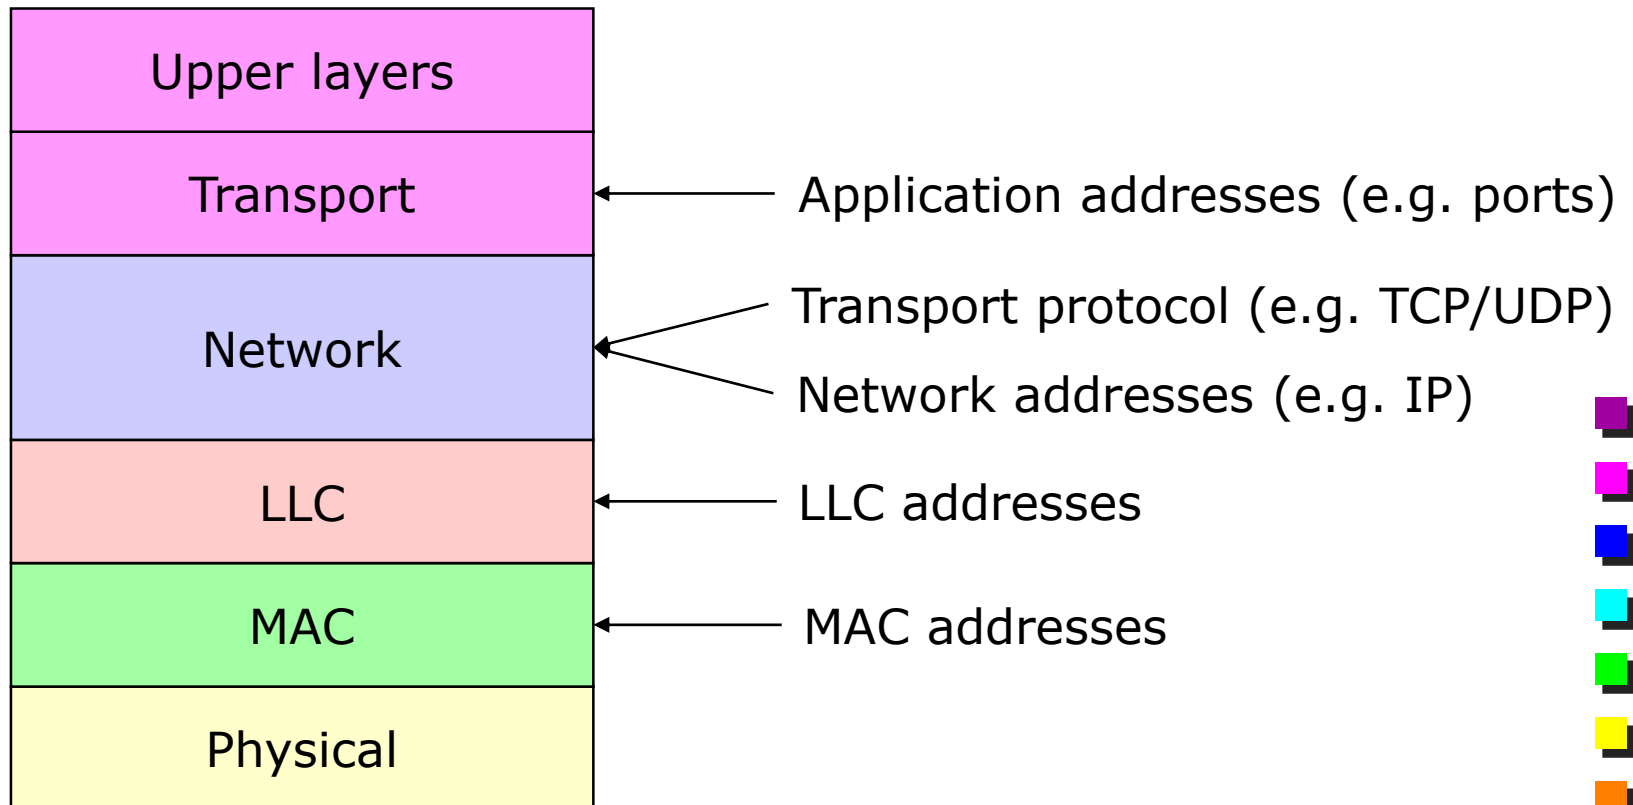 Upper layers
Transport
Application addresses (e.g. ports)
Transport protocol (e.g. TCP/UDP)
Network
Network addresses (e.g. IP)
LLC
LLC addresses
MAC
MAC addresses
Physical